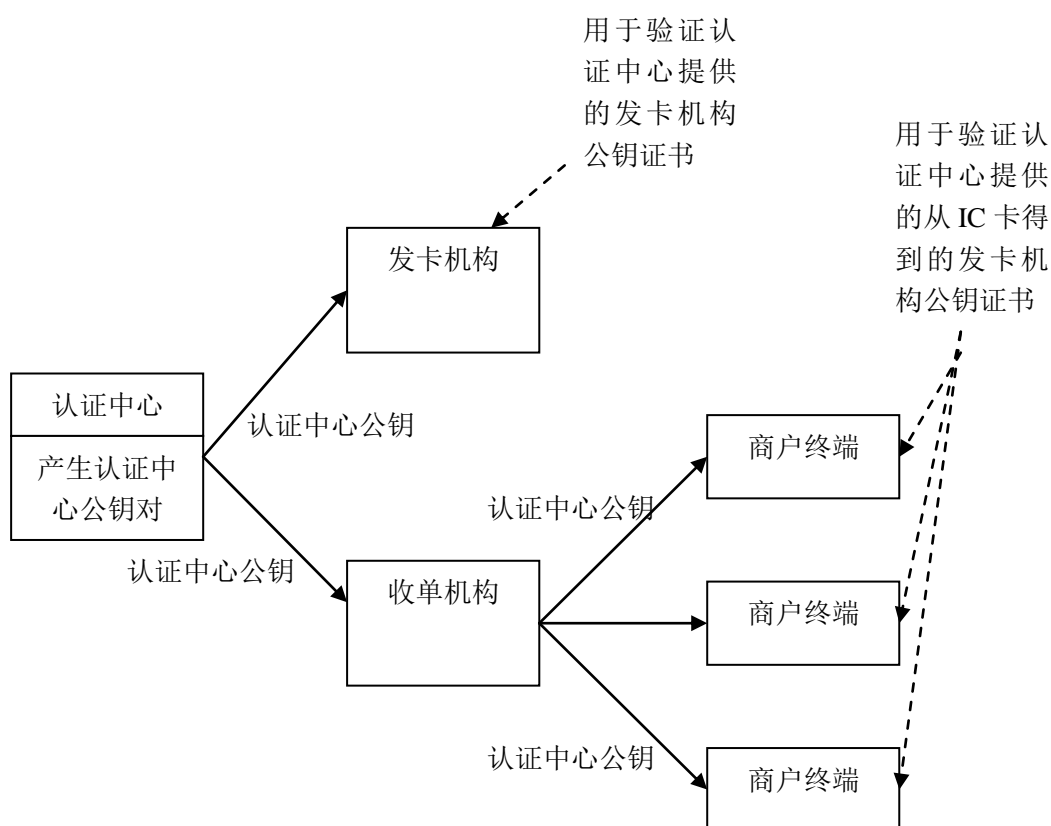 用于验证认
证中心提供
的发卡机构
公钥证书
用于验证认
证中心提供
的从 IC 卡得
到的发卡机
构公钥证书
发卡机构
认证中心
产生认证中
心公钥对
认证中心公钥
商户终端
认证中心公钥
认证中心公钥
收单机构
商户终端
认证中心公钥
商户终端